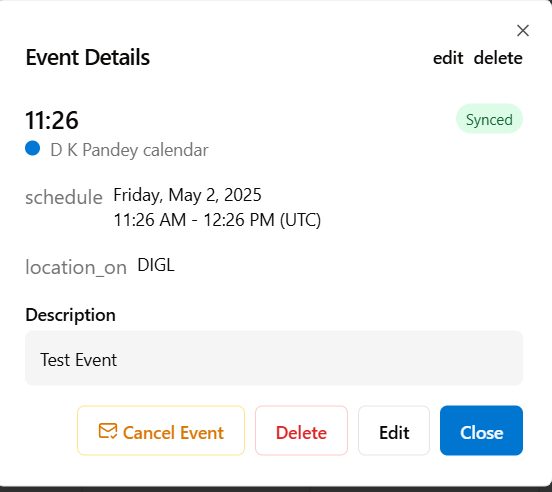 Event Details
edit delete
11:26
Synced
D K Pandey calendar
schedule Friday, May 2, 2025
11:26 AM - 12:26 PM (UTC)
location_on DIGL
Description
Test Event
Cancel Event
Delete
Edit
Close